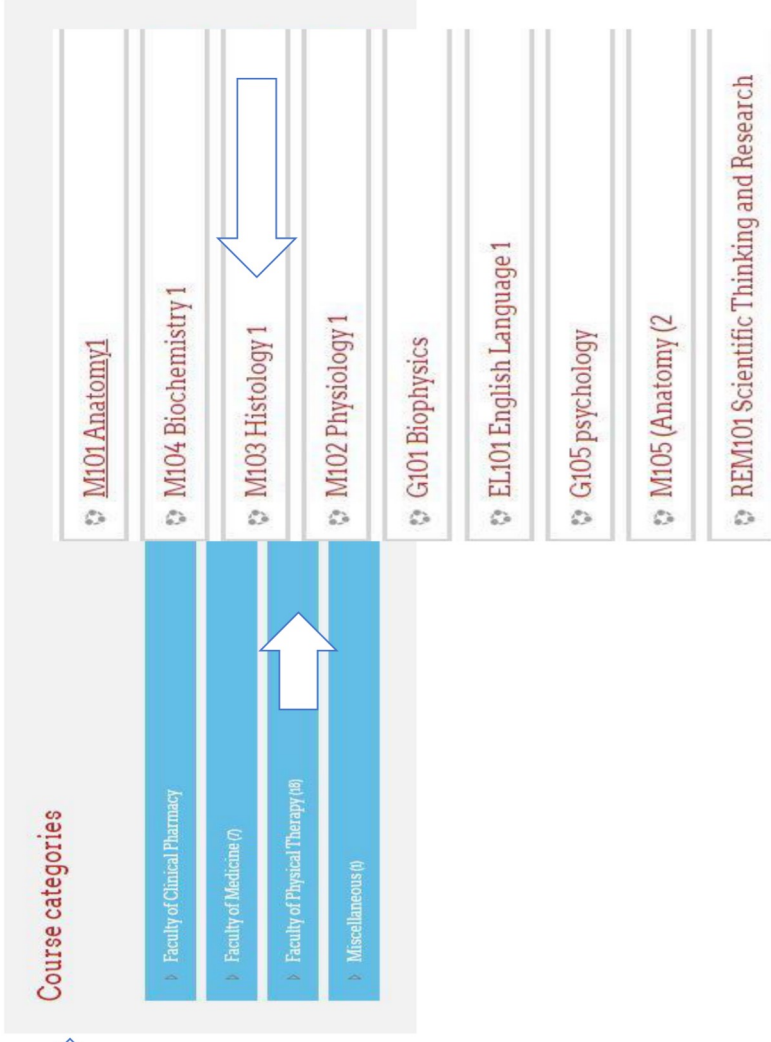 Course categories
Faculty of Clinical Pharmacy
Faculty of Medicine (7)
Faculty of Physical Therapy (18)
Miscellaneous (1)
M101 Anatomy1
M104 Biochemistry 1
M103 Histology 1
M102 Physiology 1
G101 Biophysics
EL101 English Language 1
G105 psychology
M105 (Anatomy (2
REM101 Scientific Thinking and Research